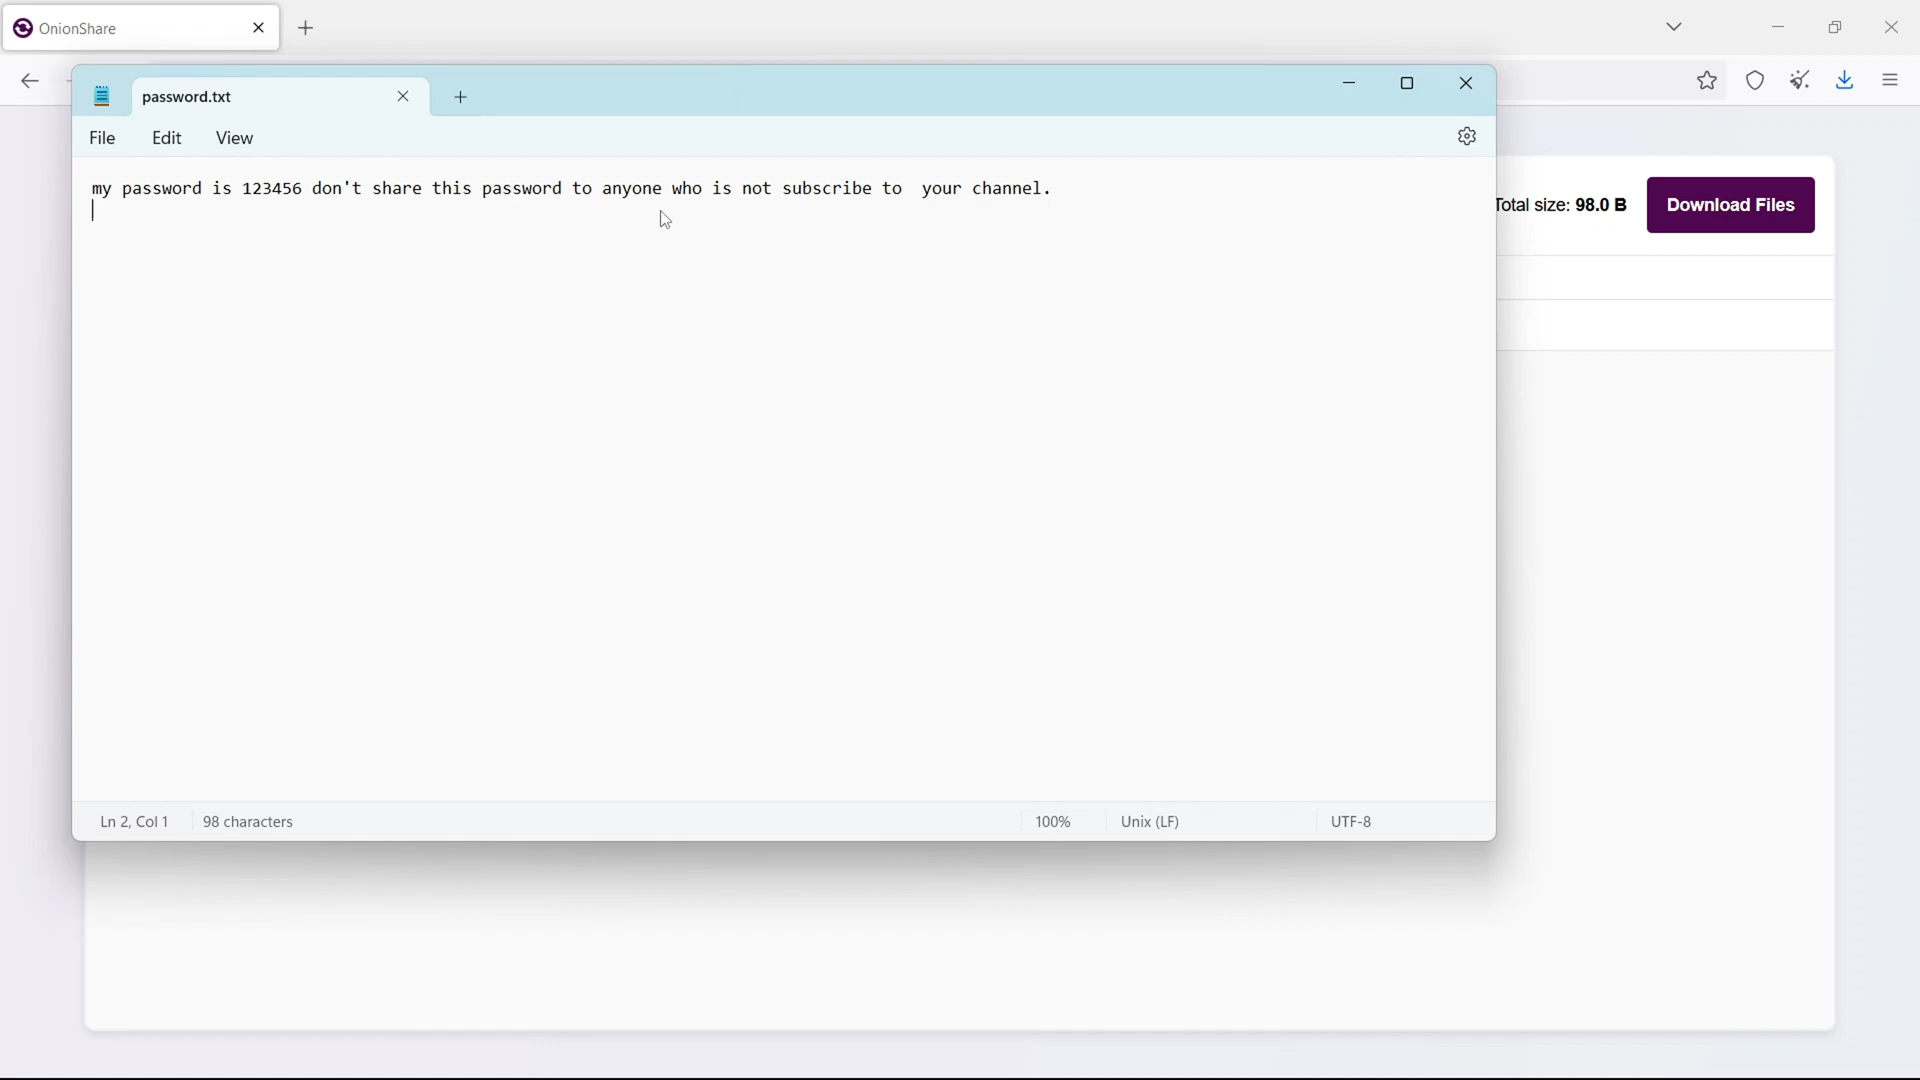 OnionShare
password.txt
File Edit View
my password is 123456 don't share this password to anyone who is not subscribe to  your channel.
Total size: 98.0 B Download Files
Ln 2, Col 1 98 characters 100% Unix (LF) UTF-8